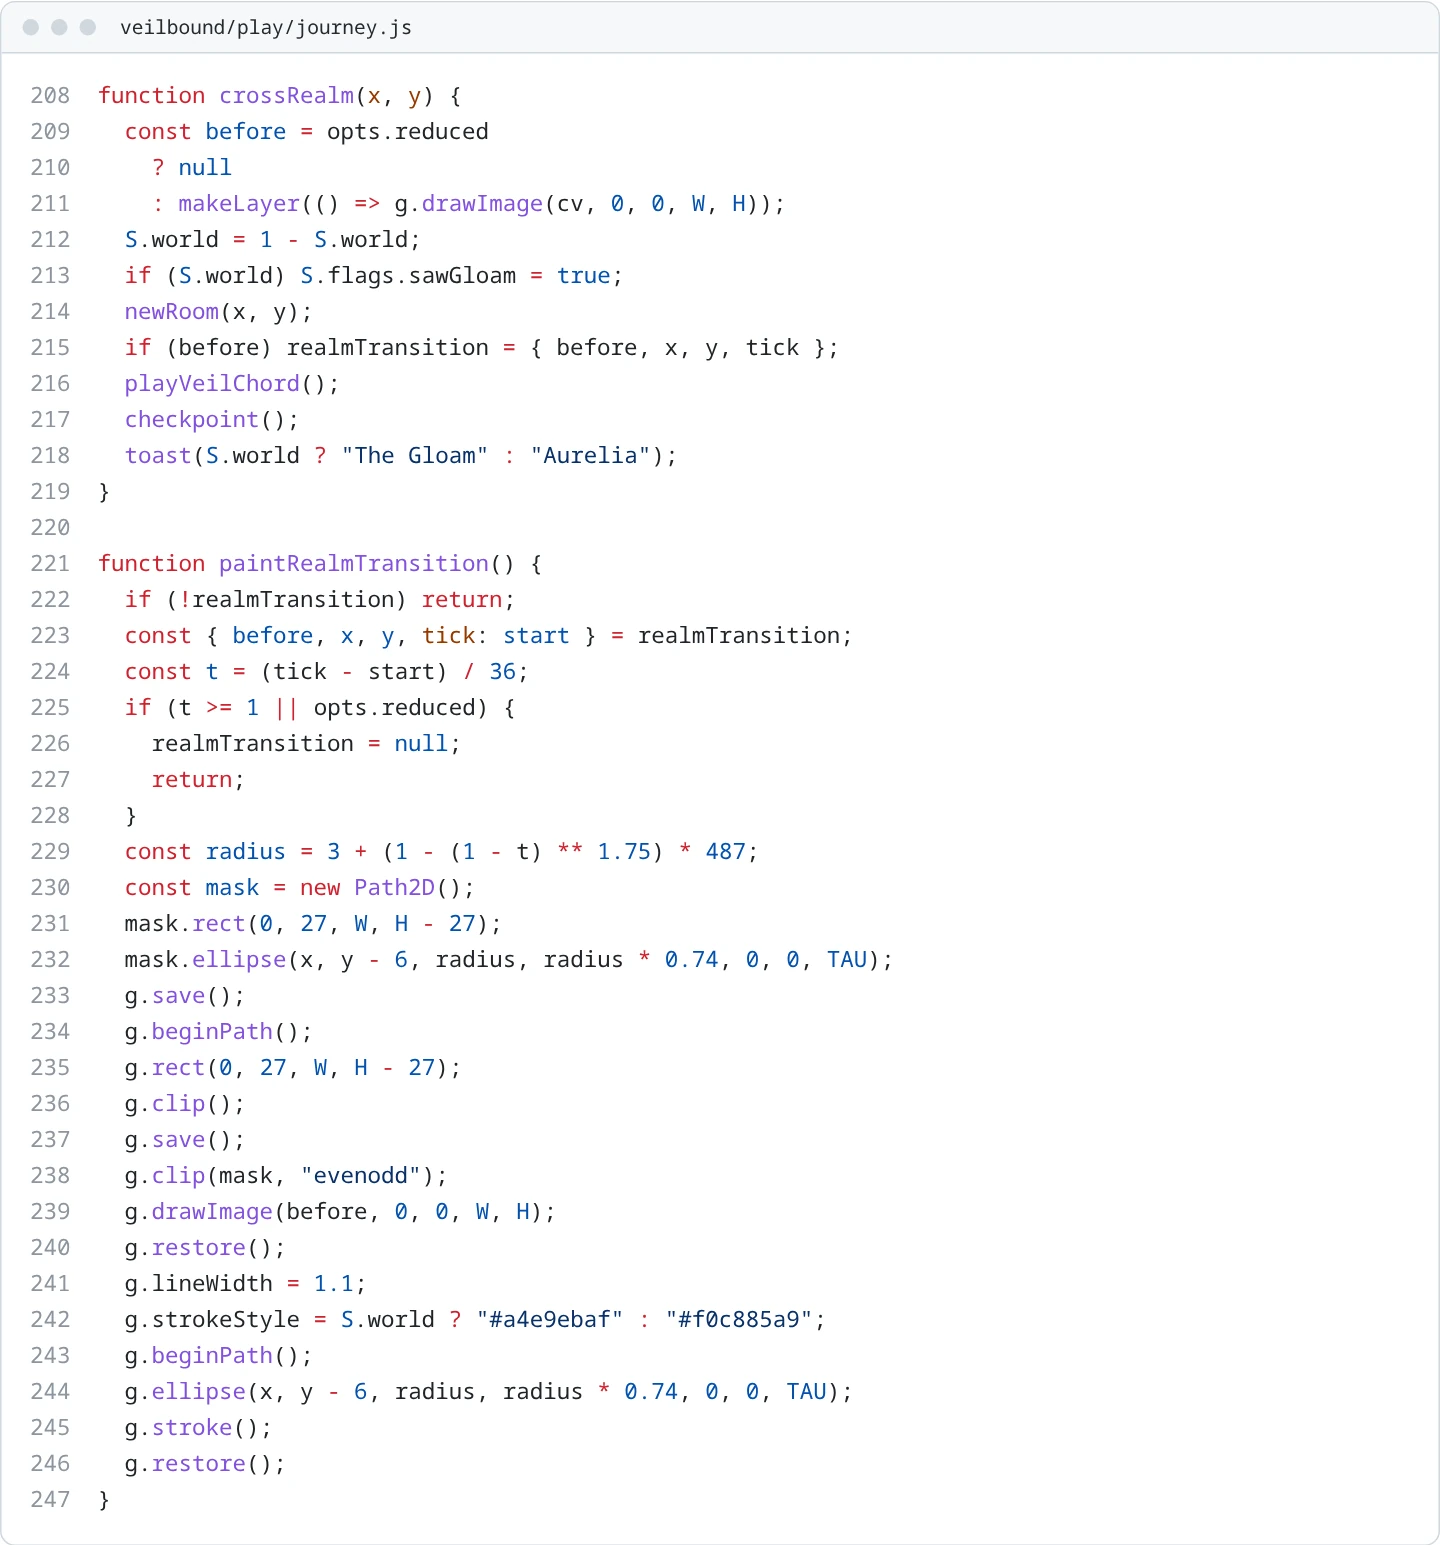 veilbound/play/journey.js
208 function crossRealm(x, y) {
209   const before = opts.reduced
210     ? null
211     : makeLayer(() => g.drawImage(cv, 0, 0, W, H));
212   S.world = 1 - S.world;
213   if (S.world) S.flags.sawGloam = true;
214   newRoom(x, y);
215   if (before) realmTransition = { before, x, y, tick };
216   playVeilChord();
217   checkpoint();
218   toast(S.world ? "The Gloam" : "Aurelia");
219 }
220
221 function paintRealmTransition() {
222   if (!realmTransition) return;
223   const { before, x, y, tick: start } = realmTransition;
224   const t = (tick - start) / 36;
225   if (t >= 1 || opts.reduced) {
226     realmTransition = null;
227     return;
228   }
229   const radius = 3 + (1 - (1 - t) ** 1.75) * 487;
230   const mask = new Path2D();
231   mask.rect(0, 27, W, H - 27);
232   mask.ellipse(x, y - 6, radius, radius * 0.74, 0, 0, TAU);
233   g.save();
234   g.beginPath();
235   g.rect(0, 27, W, H - 27);
236   g.clip();
237   g.save();
238   g.clip(mask, "evenodd");
239   g.drawImage(before, 0, 0, W, H);
240   g.restore();
241   g.lineWidth = 1.1;
242   g.strokeStyle = S.world ? "#a4e9ebaf" : "#f0c885a9";
243   g.beginPath();
244   g.ellipse(x, y - 6, radius, radius * 0.74, 0, 0, TAU);
245   g.stroke();
246   g.restore();
247 }